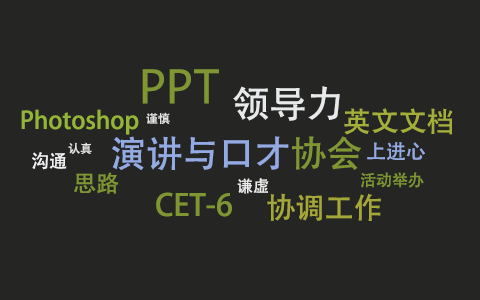 PPT
领导力
Photoshop
谨慎
英文文档
沟通
认真
演讲与口才协会
上进心
思路
谦虚
活动举办
CET-6
协调工作